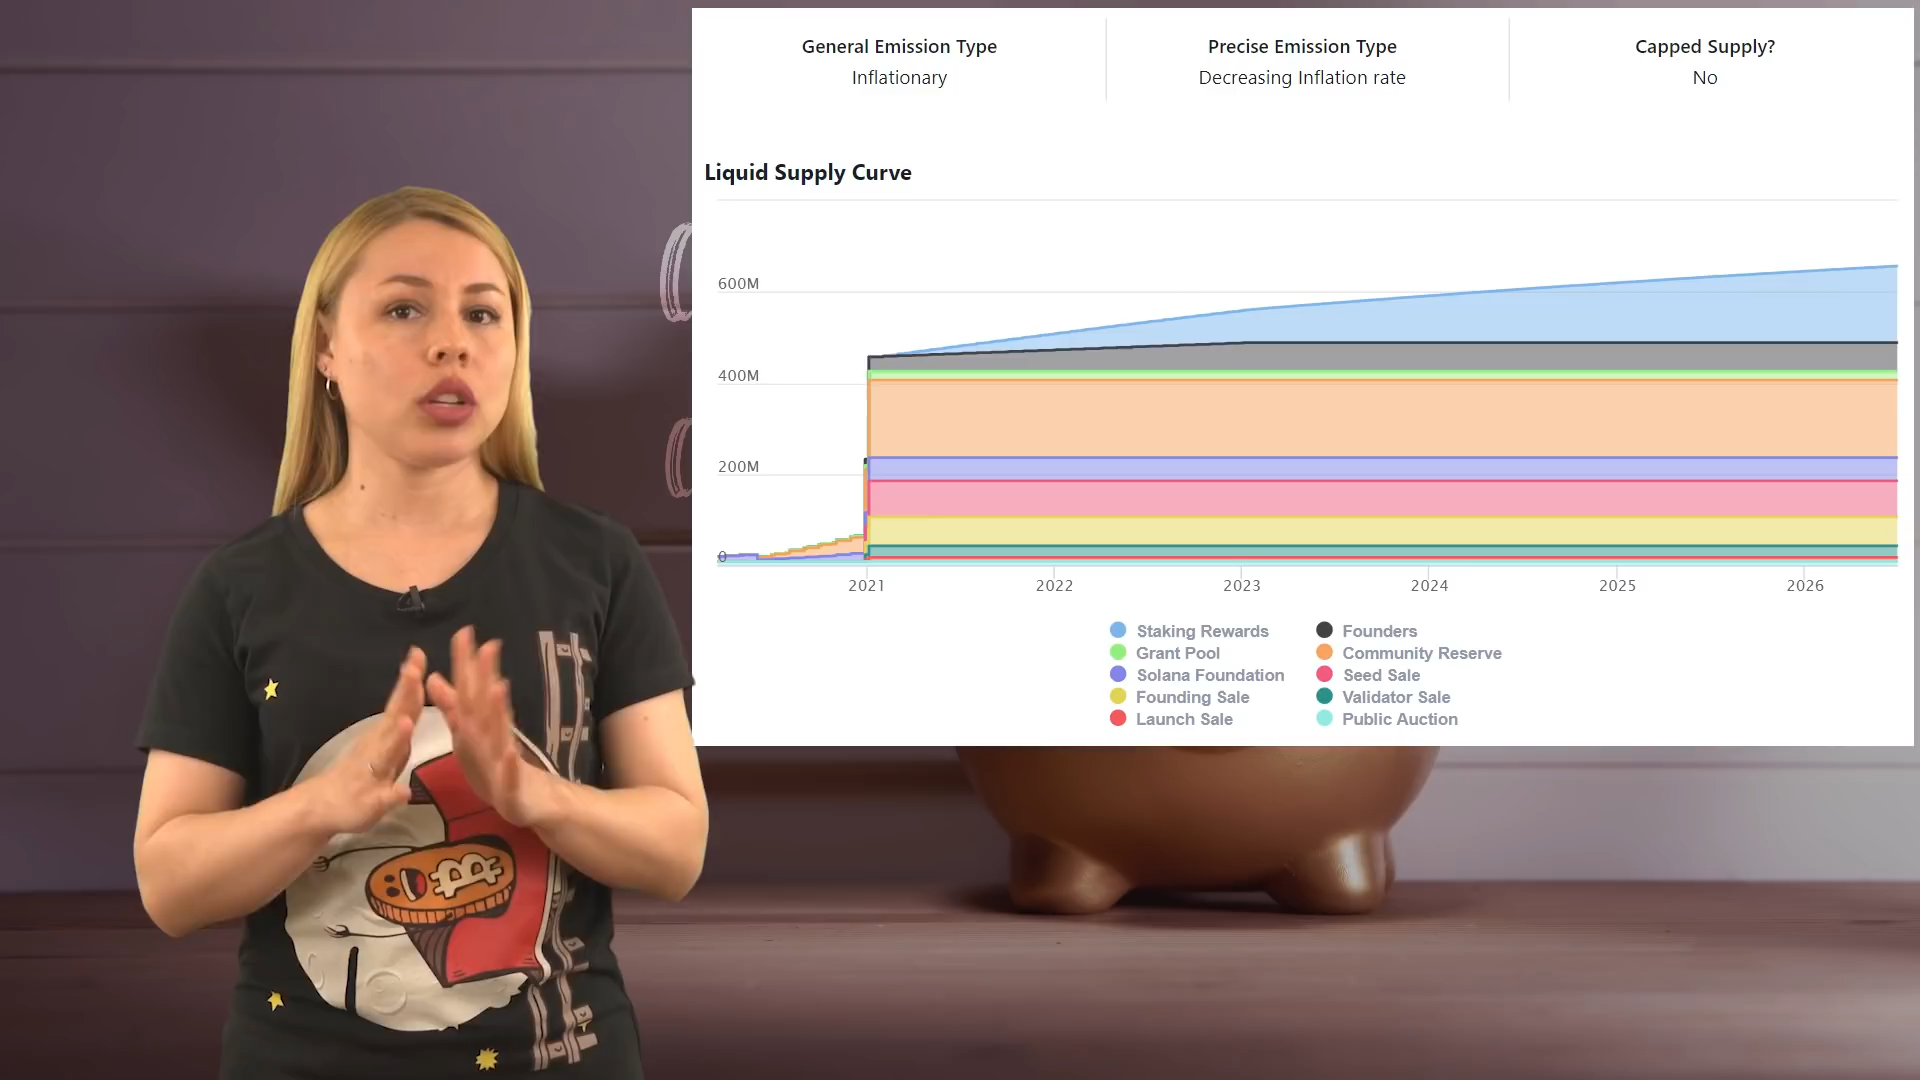 General Emission Type
Inflationary
Precise Emission Type
Decreasing Inflation rate
Capped Supply?
No
Liquid Supply Curve
600M
400M
200M
0
2021 2022 2023 2024 2025 2026
Staking Rewards Founders
Grant Pool Community Reserve
Solana Foundation Seed Sale
Founding Sale Validator Sale
Launch Sale Public Auction